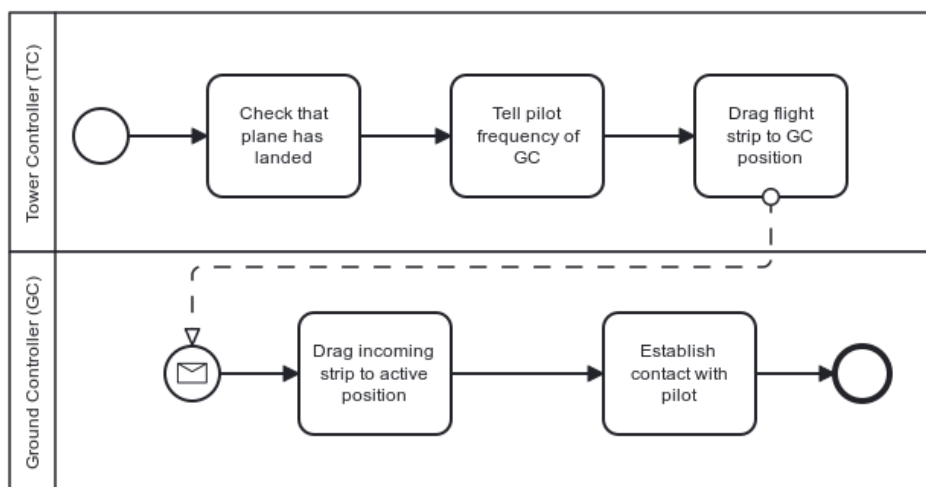 Tower Controller (TC)
Check that
plane has
landed
Tell pilot
frequency of
GC
Drag flight
strip to GC
position
Ground Controller (GC)
Drag incoming
strip to active
position
Establish
contact with
pilot